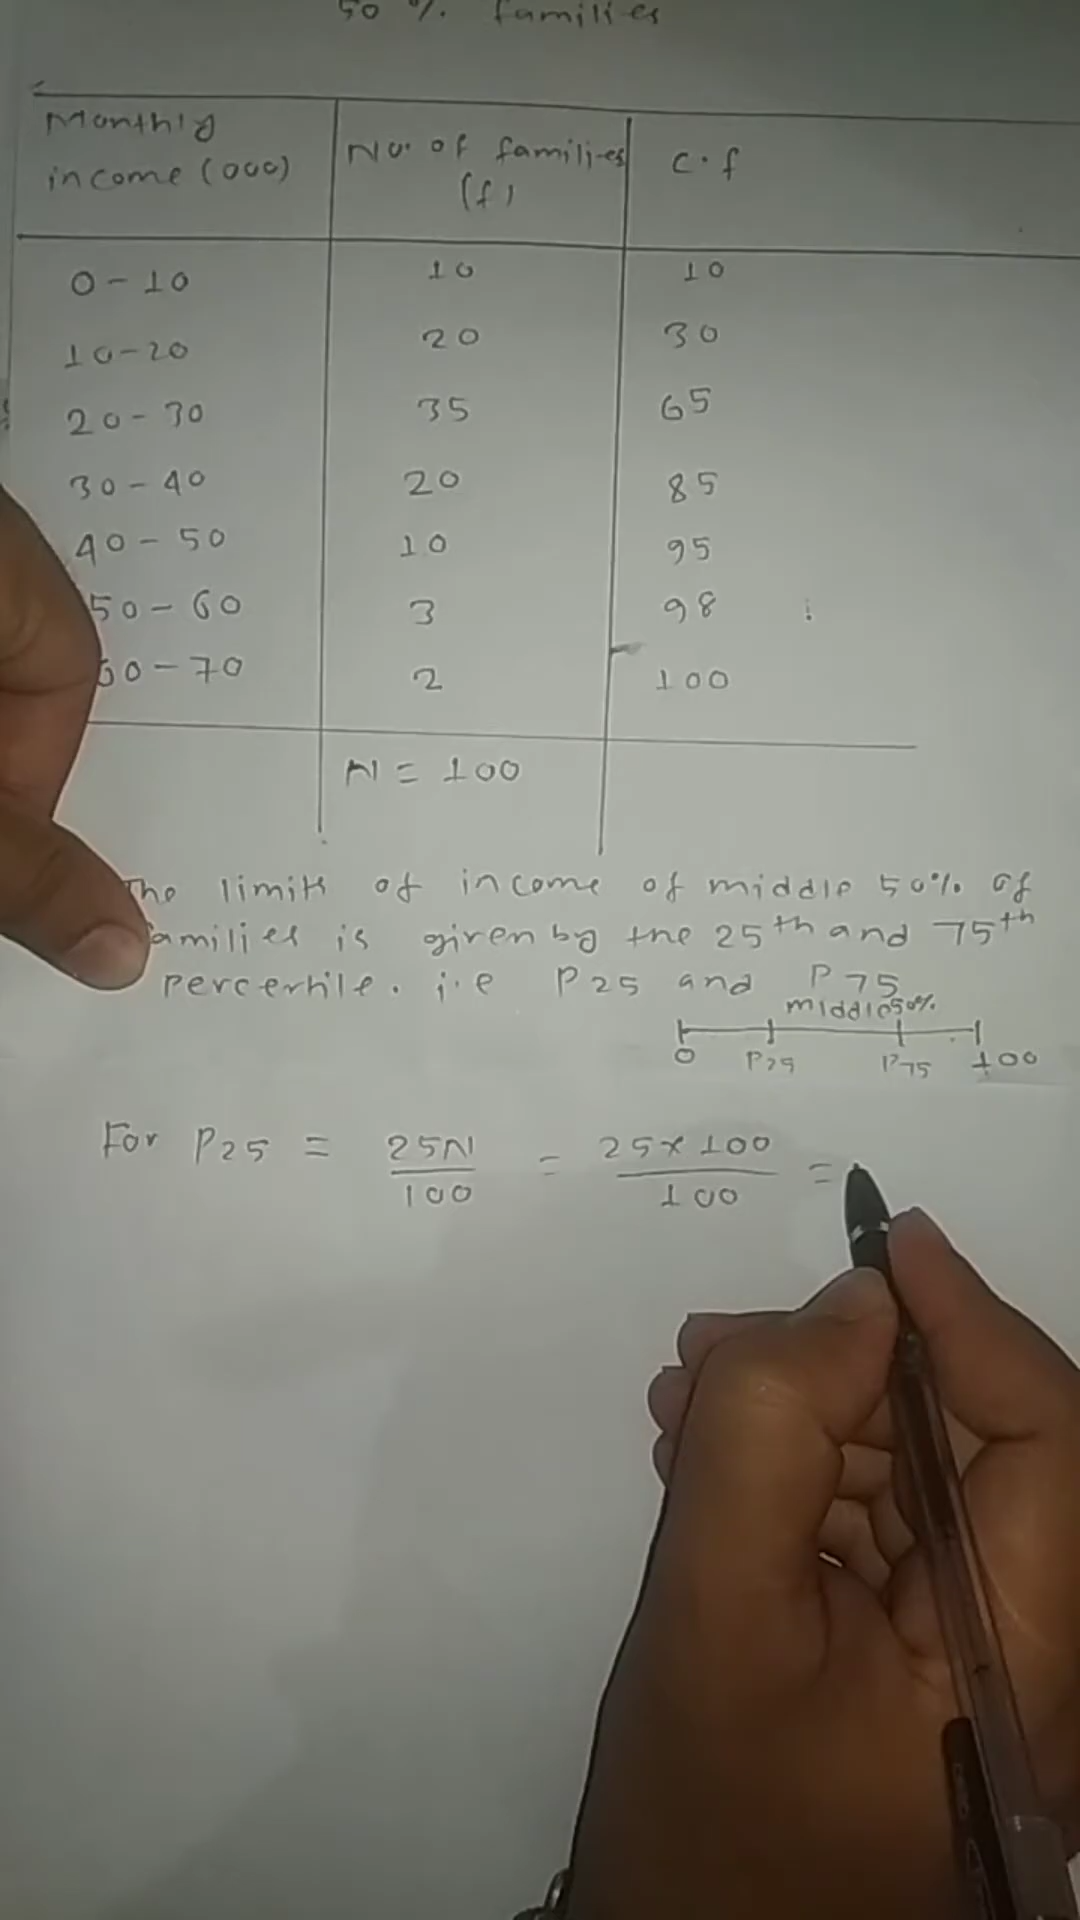 50 % families
Monthly income (000) No. of families (f) c.f
0-10 10 10
10-20 20 30
20-30 35 65
30-40 20 85
40-50 10 95
50-60 3 98
60-70 2 100
N = 100
The limits of income of middle 50% of
families is given by the 25th and 75th
percentile. i.e P25 and P75
middle 50%
0 P25 P75 100
For P25 = 25N/100 = 25×100/100 =